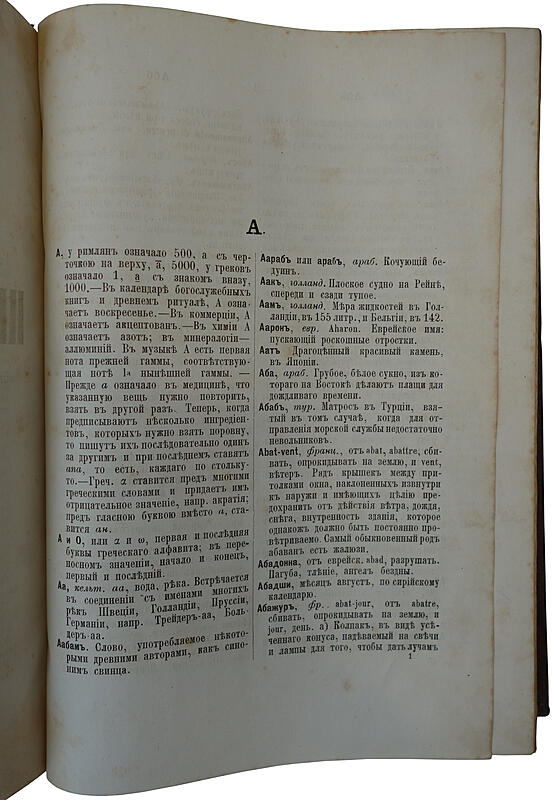 А.
А, у римлянъ означало 500, а съ чер-
точкою на верху, а̅, 5000, у грековъ
означало 1, а съ знакомъ внизу,
1000.—Въ календарѣ богослужебныхъ
книгъ и древнемъ ритуалѣ, А озна-
чаетъ воскресенье.—Въ коммерціи, А
означаетъ акцептованъ.—Въ химіи А
означаетъ азотъ; въ минералогіи—
аллюминій. Въ музыкѣ А есть первая
нота прежней гаммы, соотвѣтствую-
щая нотѣ la нынѣшней гаммы. —
Прежде а означало въ медицинѣ, что
указанную вещь нужно повторить,
взять въ другой разъ. Теперь, когда
предписываютъ нѣсколько ингредіен-
товъ, которыхъ нужно взять поровну,
то пишутъ ихъ послѣдовательно одинъ
за другимъ и при послѣднемъ ставятъ
ana, то есть, каждаго по стольку-
то.—Греч. а ставится предъ многими
греческими словами и придаетъ имъ
отрицательное значеніе, напр. акратія;
предъ гласною буквою вмѣсто а, ста-
вится ан.
А и О, или α и ω, первая и послѣдняя
буквы греческаго алфавита; въ пере-
носномъ значеніи, начало и конецъ,
первый и послѣдній.
Аа, кельт. aa, вода, рѣка. Встрѣчается
въ соединеніи съ именами многихъ
рѣкъ Швеціи, Голландіи, Пруссіи,
Германіи, напр. Трейдеръ-аа, Боль-
деръ-аа.
Аабамъ. Слово, употребляемое нѣкото-
рыми древними авторами, какъ сино-
нимъ свинца.
Аарабъ или арабъ, араб. Кочующій бе-
дуинъ.
Аакъ, голланд. Плоское судно на Рейнѣ,
спереди и сзади тупое.
Аамъ, голланд. Мѣра жидкостей въ Гол-
ландіи, въ 155 литр., и Бельгіи, въ 142.
Ааронъ, евр. Aharon. Еврейское имя:
пускающій роскошные отростки.
Аатъ Драгоцѣнный красивый камень,
въ Японіи.
Аба, араб. Грубое, бѣлое сукно, изъ ко-
тораго на Востокѣ дѣлаютъ плащи для
дождливаго времени.
Абабъ, тур. Матросъ въ Турціи, взя-
тый въ томъ случаѣ, когда для от-
правленія морской службы недостаточно
невольниковъ.
Abat-vent, франц., отъ abat, abattre, сби-
вать, опрокидывать на землю, и vent,
вѣтеръ. Рядъ крышекъ между при-
толками окна, наклоненныхъ изнутри
къ наружи и имѣющихъ цѣлію пре-
дохранить отъ дѣйствія вѣтра, дождя,
снѣга, внутренность зданія, которое
однакожъ должно быть постоянно про-
вѣтриваемо. Самый обыкновенный родъ
абаванъ есть жалюзи.
Абадонна, отъ еврейск. abad, разрушать.
Пагуба, тлѣніе, ангелъ бездны.
Абадши, мѣсяцъ августъ, по сирійскому
календарю.
Абажуръ, фр. abat-jour, отъ abatre,
сбивать, опрокидывать на землю, и
jour, день. а) Колпакъ, въ видѣ усѣ-
ченнаго конуса, надѣваемый на свѣчи
и лампы для того, чтобы дать лучамъ
1